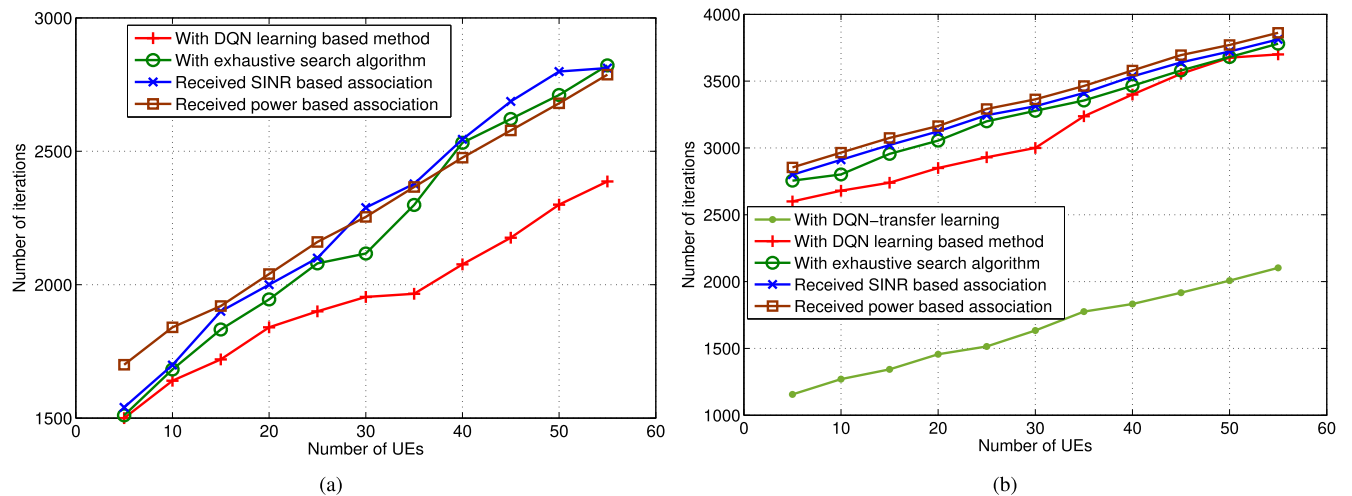 3000
2500
2000
1500
0
10
20
30
40
50
60
Number of iterations
Number of UEs
With DQN learning based method
With exhaustive search algorithm
Received SINR based association
Received power based association
(a)
4000
3500
3000
2500
2000
1500
1000
0
10
20
30
40
50
60
Number of iterations
Number of UEs
With DQN−transfer learning
With DQN learning based method
With exhaustive search algorithm
Received SINR based association
Received power based association
(b)